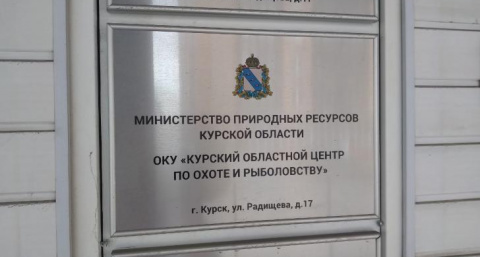 МИНИСТЕРСТВО ПРИРОДНЫХ РЕСУРСОВ
КУРСКОЙ ОБЛАСТИ
ОКУ «КУРСКИЙ ОБЛАСТНОЙ ЦЕНТР
ПО ОХОТЕ И РЫБОЛОВСТВУ»
г. Курск, ул. Радищева, д.17